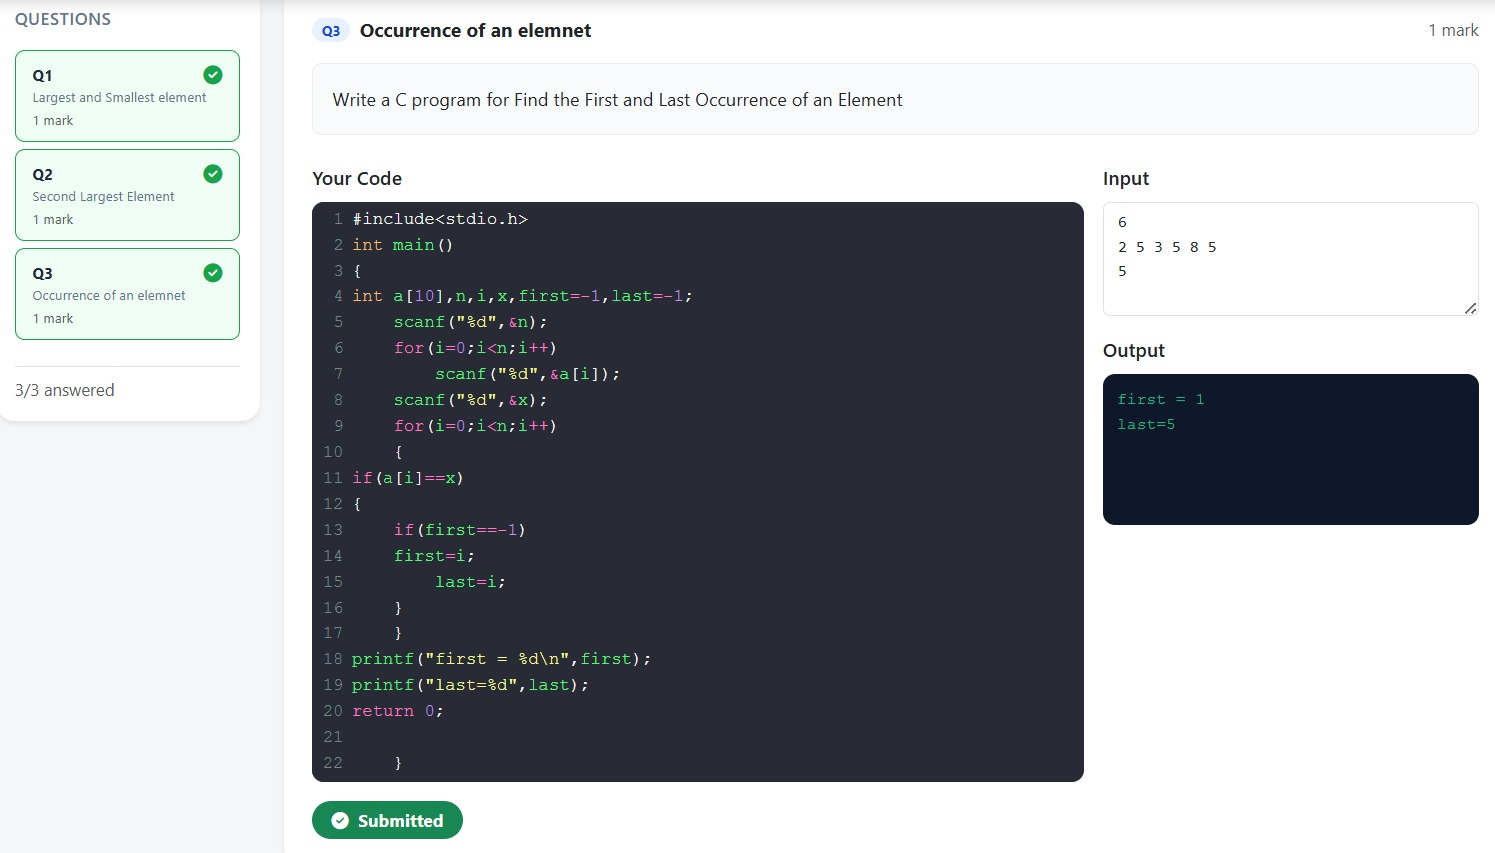 QUESTIONS
Q1
Largest and Smallest element
1 mark
Q2
Second Largest Element
1 mark
Q3
Occurrence of an elemnet
1 mark
3/3 answered
Q3 Occurrence of an elemnet 1 mark
Write a C program for Find the First and Last Occurrence of an Element
Your Code
1 #include<stdio.h>
2 int main()
3 {
4 int a[10],n,i,x,first=-1,last=-1;
5     scanf("%d",&n);
6     for(i=0;i<n;i++)
7         scanf("%d",&a[i]);
8     scanf("%d",&x);
9     for(i=0;i<n;i++)
10     {
11 if(a[i]==x)
12 {
13     if(first==-1)
14     first=i;
15         last=i;
16     }
17     }
18 printf("first = %d\n",first);
19 printf("last=%d",last);
20 return 0;
21
22     }
Submitted
Input
6
2 5 3 5 8 5
5
Output
first = 1
last=5